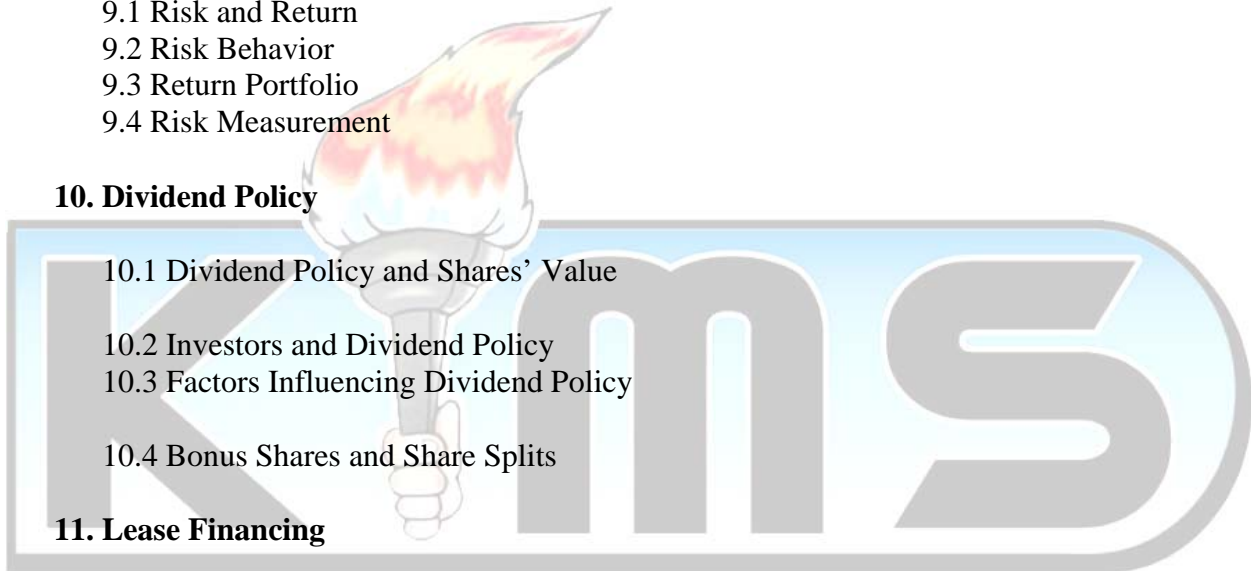 9.1 Risk and Return
9.2 Risk Behavior
9.3 Return Portfolio
9.4 Risk Measurement
10. Dividend Policy
10.1 Dividend Policy and Shares’ Value
10.2 Investors and Dividend Policy
10.3 Factors Influencing Dividend Policy
10.4 Bonus Shares and Share Splits
11. Lease Financing
KIMS